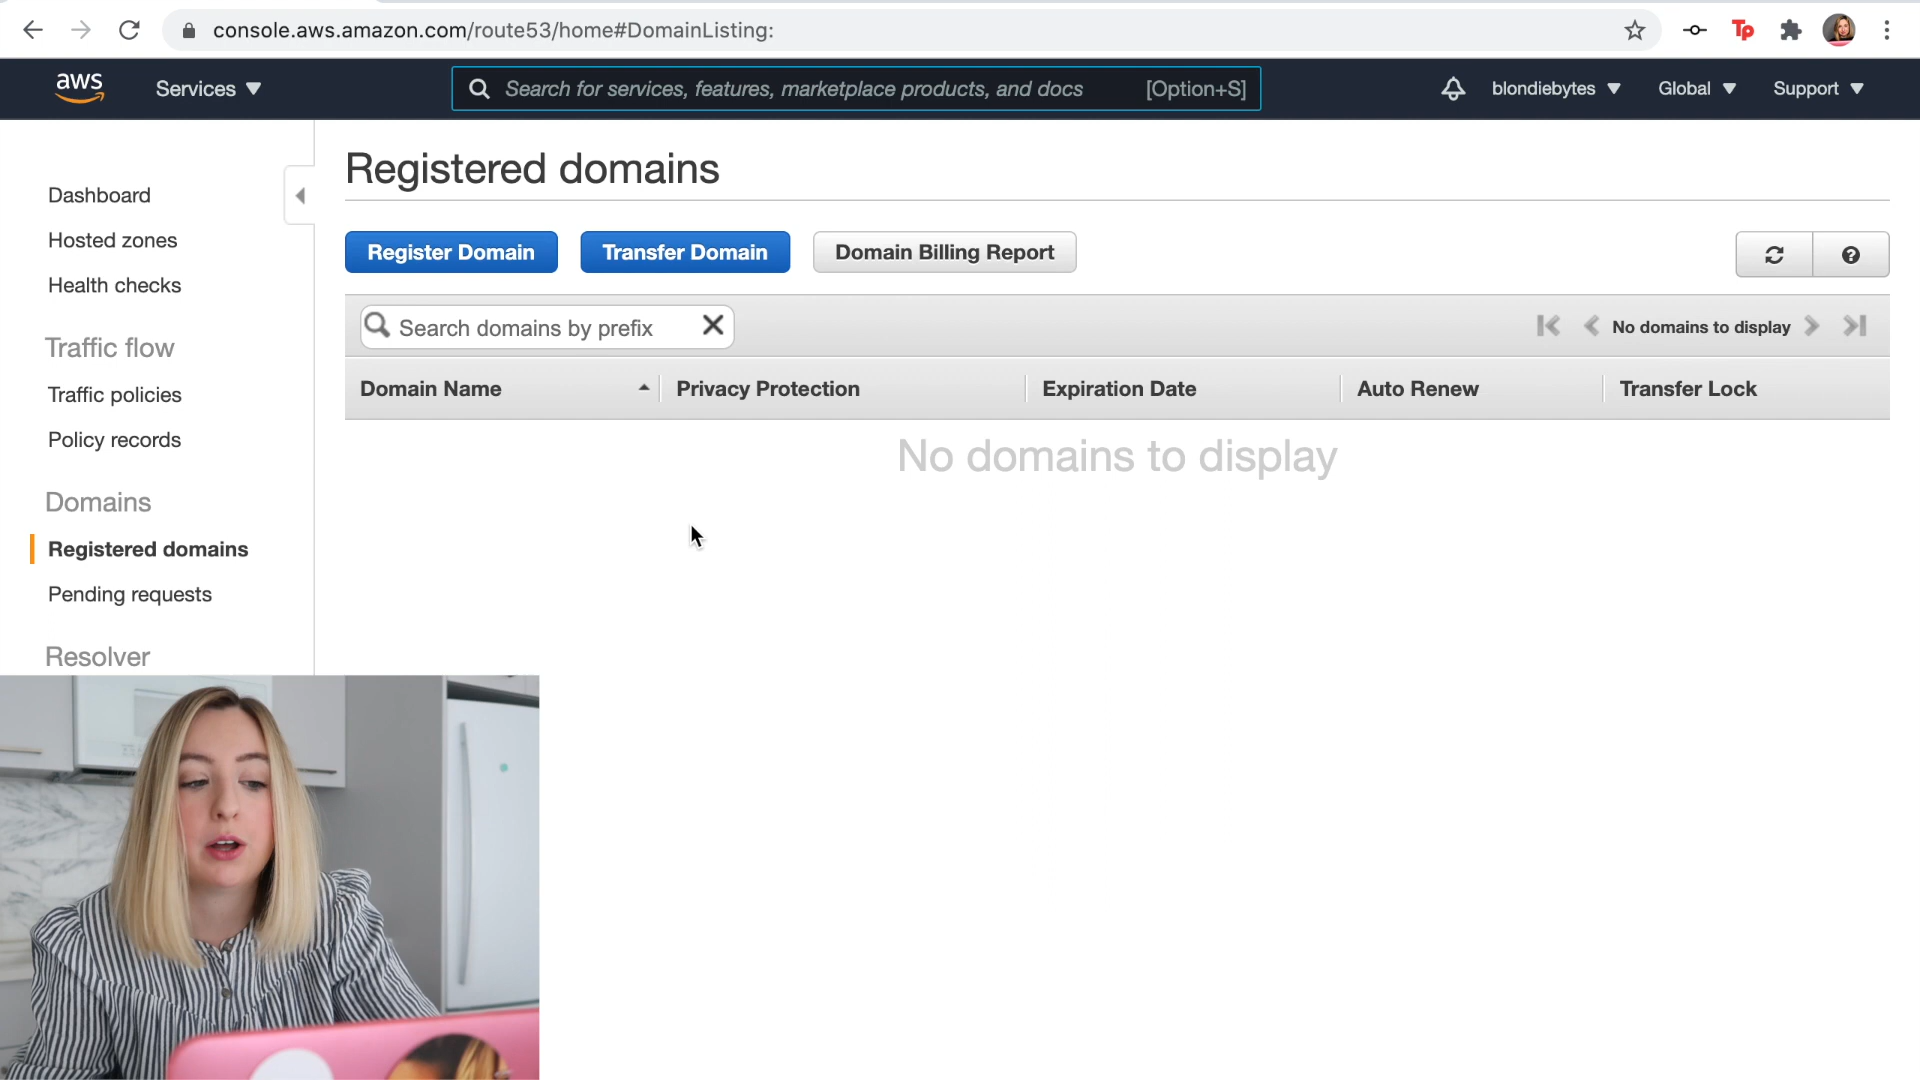 console.aws.amazon.com/route53/home#DomainListing:
Tp
aws
Services
Search for services, features, marketplace products, and docs
[Option+S]
blondiebytes
Global
Support
Dashboard
Hosted zones
Health checks
Traffic flow
Traffic policies
Policy records
Domains
Registered domains
Pending requests
Resolver
Registered domains
Register Domain
Transfer Domain
Domain Billing Report
Search domains by prefix
No domains to display
Domain Name
Privacy Protection
Expiration Date
Auto Renew
Transfer Lock
No domains to display